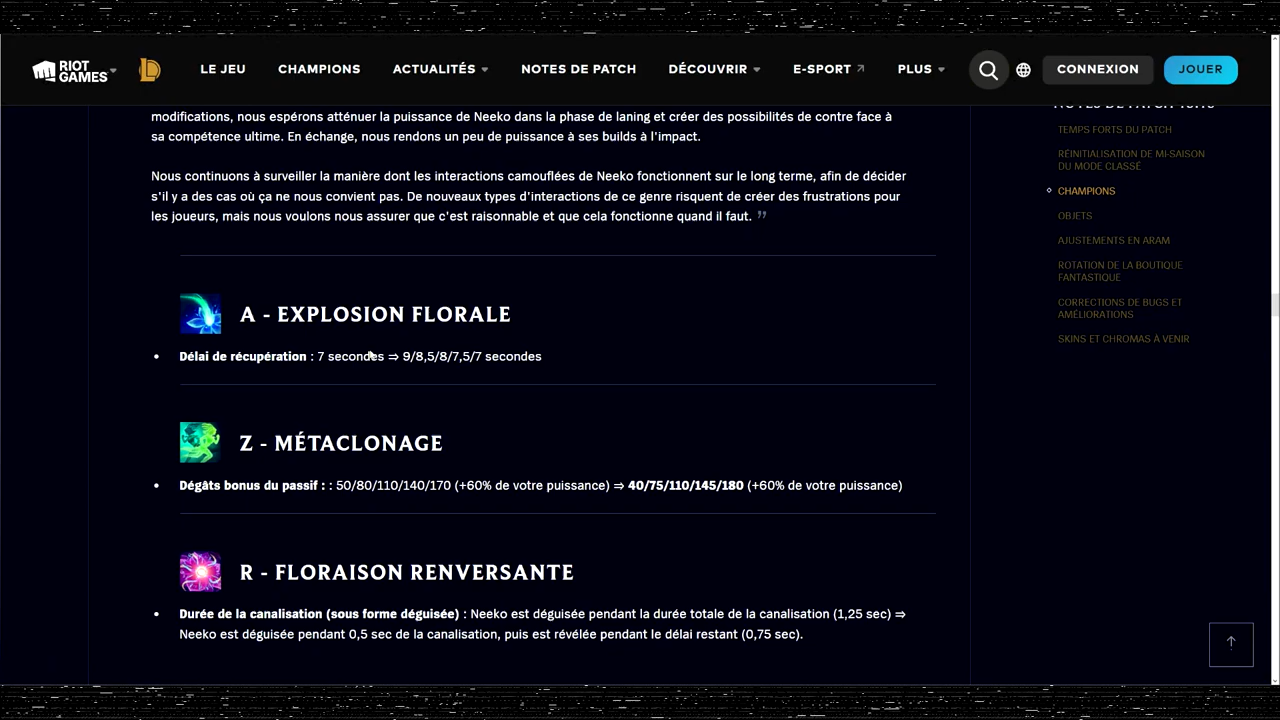 RIOT GAMES
LE JEU
CHAMPIONS
ACTUALITÉS
NOTES DE PATCH
DÉCOUVRIR
E-SPORT
PLUS
CONNEXION
JOUER
modifications, nous espérons atténuer la puissance de Neeko dans la phase de laning et créer des possibilités de contre face à
sa compétence ultime. En échange, nous rendons un peu de puissance à ses builds à l'impact.
Nous continuons à surveiller la manière dont les interactions camouflées de Neeko fonctionnent sur le long terme, afin de décider
s'il y a des cas où ça ne nous convient pas. De nouveaux types d'interactions de ce genre risquent de créer des frustrations pour
les joueurs, mais nous voulons nous assurer que c'est raisonnable et que cela fonctionne quand il faut. ”
A - EXPLOSION FLORALE
• Délai de récupération : 7 secondes ⇒ 9/8,5/8/7,5/7 secondes
Z - MÉTACLONAGE
• Dégâts bonus du passif : : 50/80/110/140/170 (+60% de votre puissance) ⇒ 40/75/110/145/180 (+60% de votre puissance)
R - FLORAISON RENVERSANTE
• Durée de la canalisation (sous forme déguisée) : Neeko est déguisée pendant la durée totale de la canalisation (1,25 sec) ⇒
Neeko est déguisée pendant 0,5 sec de la canalisation, puis est révélée pendant le délai restant (0,75 sec).
TEMPS FORTS DU PATCH
RÉINITIALISATION DE MI-SAISON
DU MODE CLASSÉ
CHAMPIONS
OBJETS
AJUSTEMENTS EN ARAM
ROTATION DE LA BOUTIQUE
FANTASTIQUE
CORRECTIONS DE BUGS ET
AMÉLIORATIONS
SKINS ET CHROMAS À VENIR